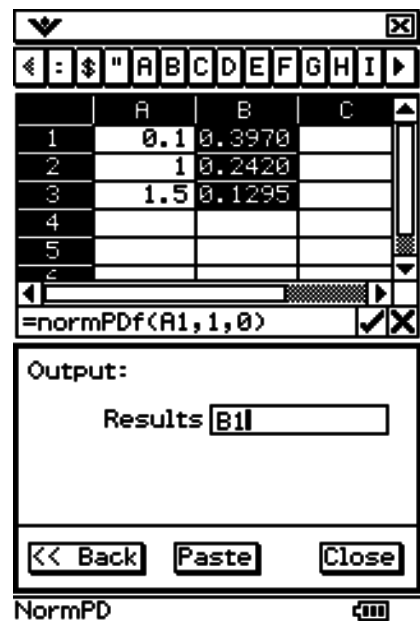 : $ " A B C D E F G H I
A B C
1 0.1 0.3970
2 1 0.2420
3 1.5 0.1295
4
5
=normPDf(A1,1,0)
Output:
Results B1
<< Back Paste Close
NormPD